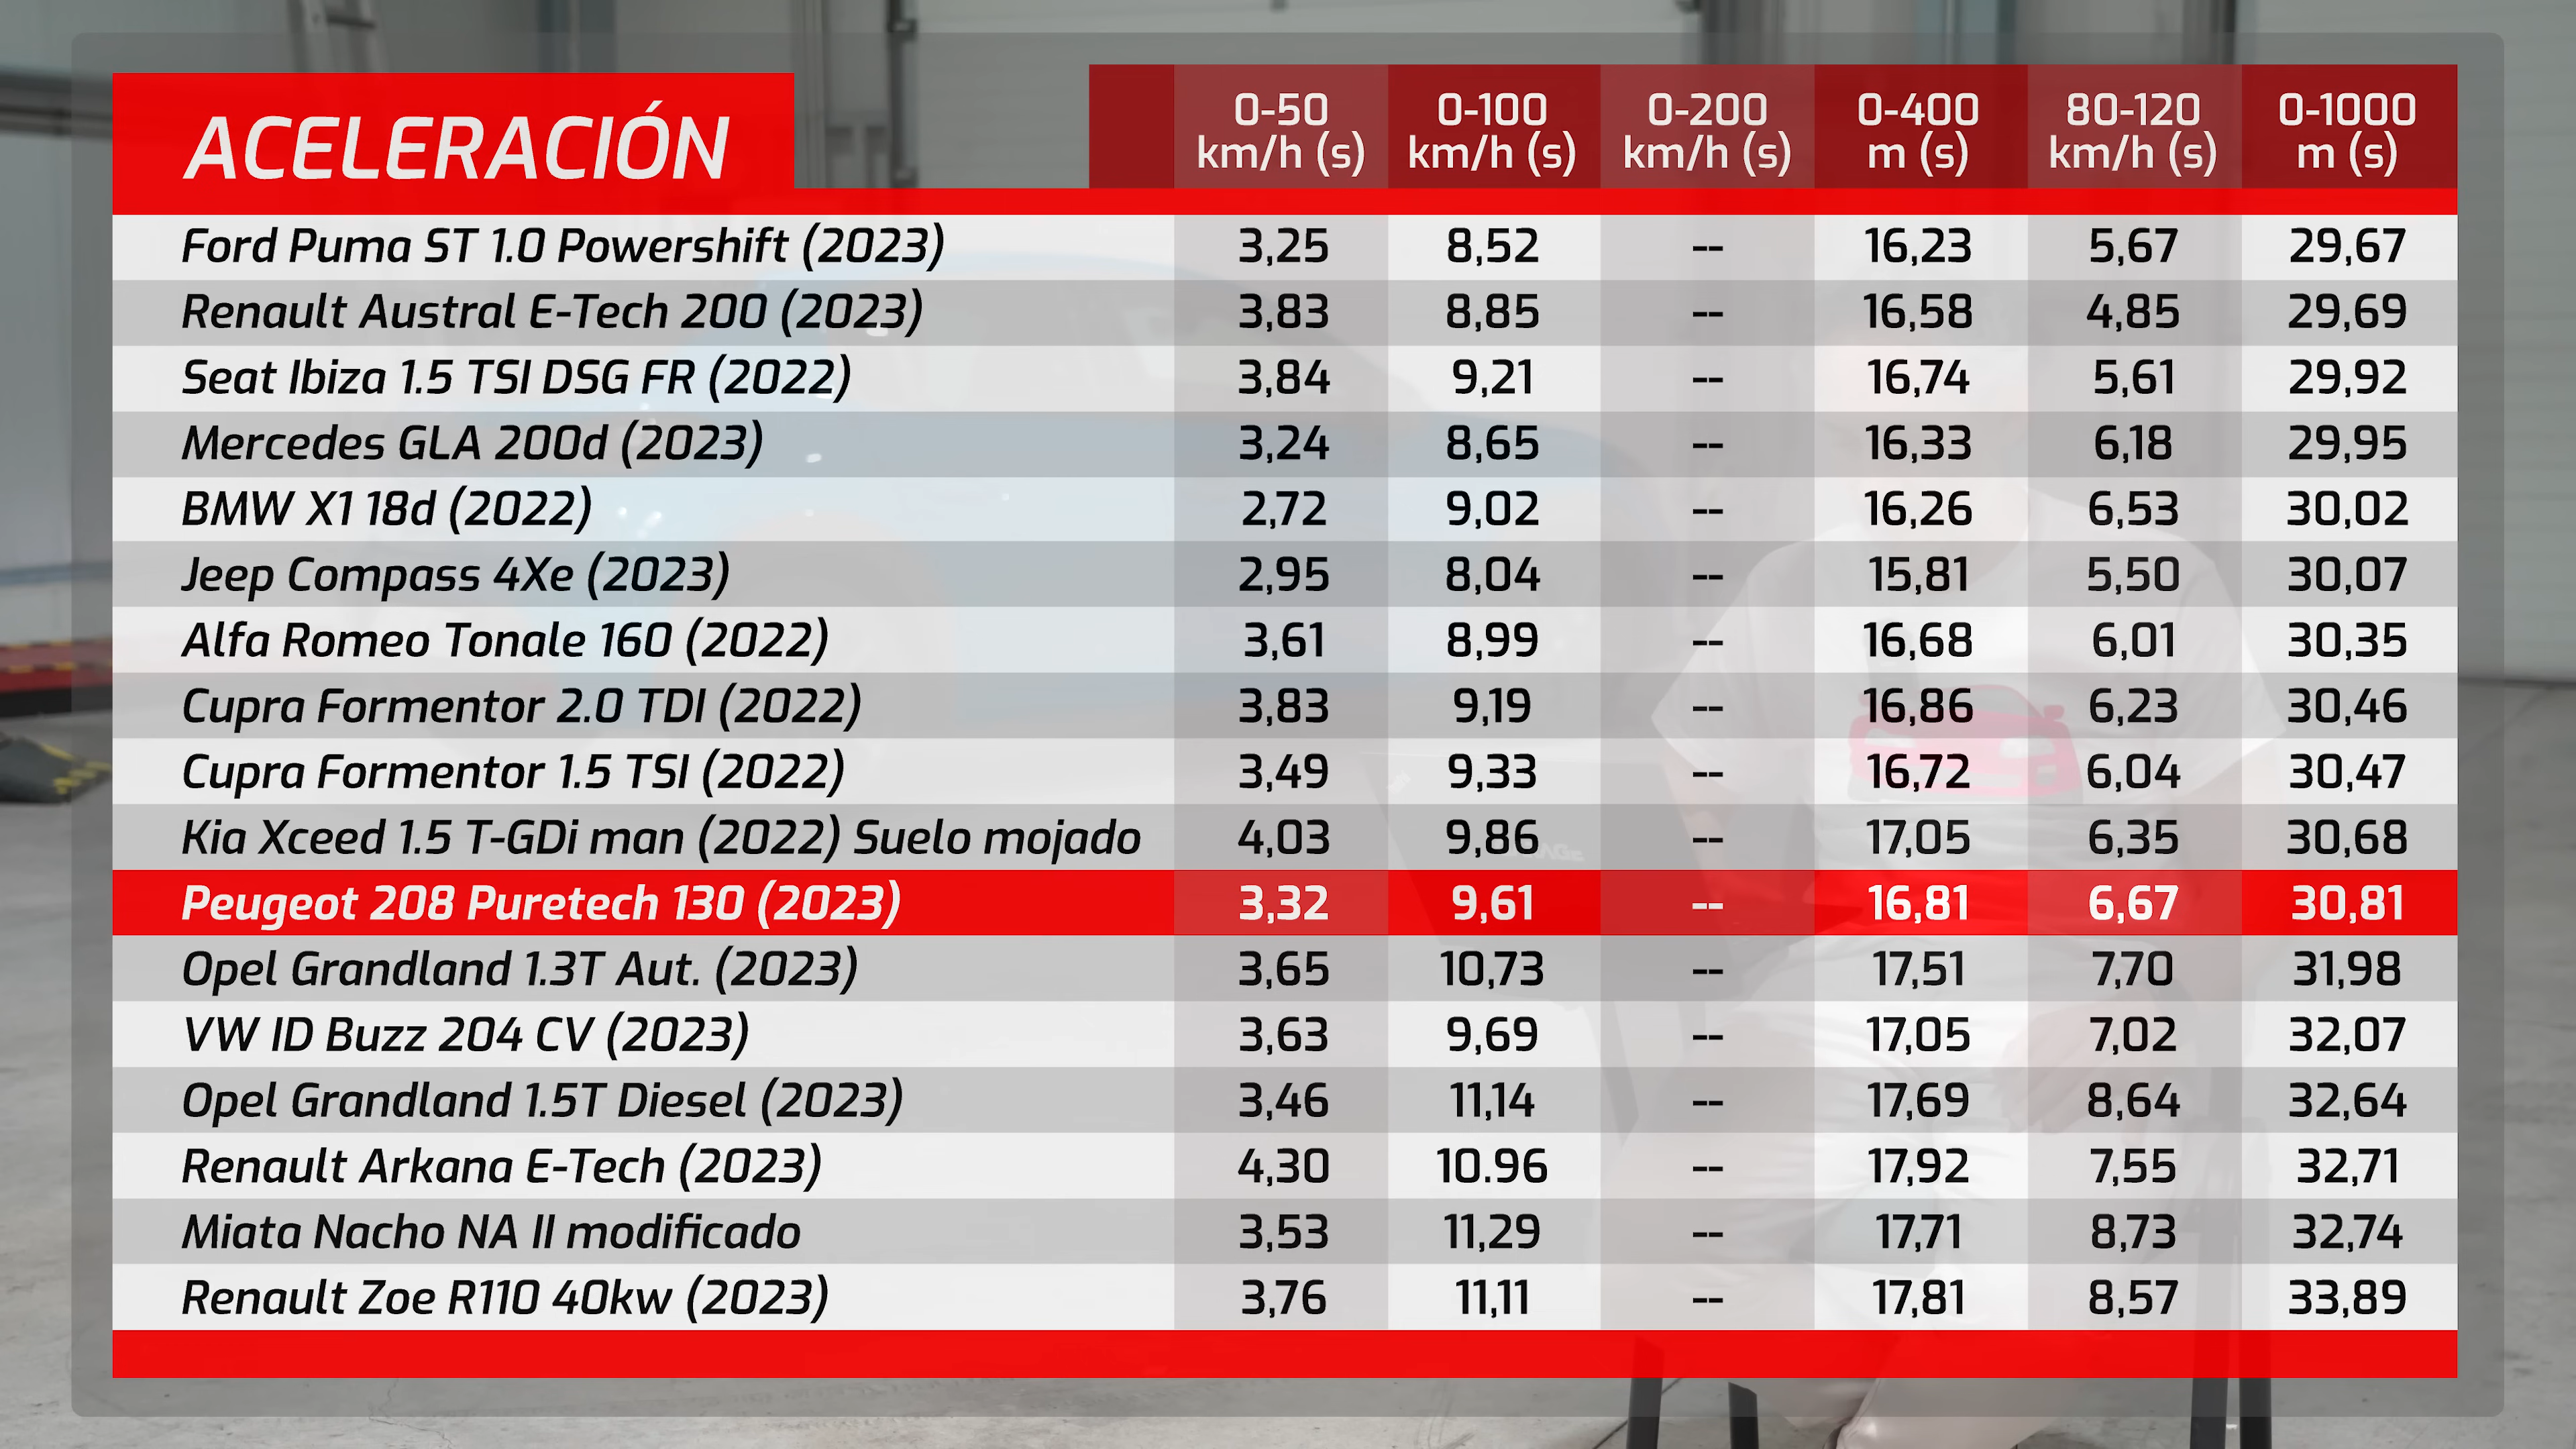 ACELERACIÓN
0-50 km/h (s) 0-100 km/h (s) 0-200 km/h (s) 0-400 m (s) 80-120 km/h (s) 0-1000 m (s)
Ford Puma ST 1.0 Powershift (2023) 3,25 8,52 -- 16,23 5,67 29,67
Renault Austral E-Tech 200 (2023) 3,83 8,85 -- 16,58 4,85 29,69
Seat Ibiza 1.5 TSI DSG FR (2022) 3,84 9,21 -- 16,74 5,61 29,92
Mercedes GLA 200d (2023) 3,24 8,65 -- 16,33 6,18 29,95
BMW X1 18d (2022) 2,72 9,02 -- 16,26 6,53 30,02
Jeep Compass 4Xe (2023) 2,95 8,04 -- 15,81 5,50 30,07
Alfa Romeo Tonale 160 (2022) 3,61 8,99 -- 16,68 6,01 30,35
Cupra Formentor 2.0 TDI (2022) 3,83 9,19 -- 16,86 6,23 30,46
Cupra Formentor 1.5 TSI (2022) 3,49 9,33 -- 16,72 6,04 30,47
Kia Xceed 1.5 T-GDi man (2022) Suelo mojado 4,03 9,86 -- 17,05 6,35 30,68
Peugeot 208 Puretech 130 (2023) 3,32 9,61 -- 16,81 6,67 30,81
Opel Grandland 1.3T Aut. (2023) 3,65 10,73 -- 17,51 7,70 31,98
VW ID Buzz 204 CV (2023) 3,63 9,69 -- 17,05 7,02 32,07
Opel Grandland 1.5T Diesel (2023) 3,46 11,14 -- 17,69 8,64 32,64
Renault Arkana E-Tech (2023) 4,30 10.96 -- 17,92 7,55 32,71
Miata Nacho NA II modificado 3,53 11,29 -- 17,71 8,73 32,74
Renault Zoe R110 40kw (2023) 3,76 11,11 -- 17,81 8,57 33,89